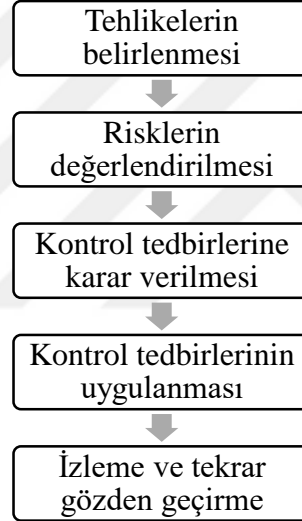 Tehlikelerin
belirlenmesi
Risklerin
değerlendirilmesi
Kontrol tedbirlerine
karar verilmesi
Kontrol tedbirlerinin
uygulanması
İzleme ve tekrar
gözden geçirme